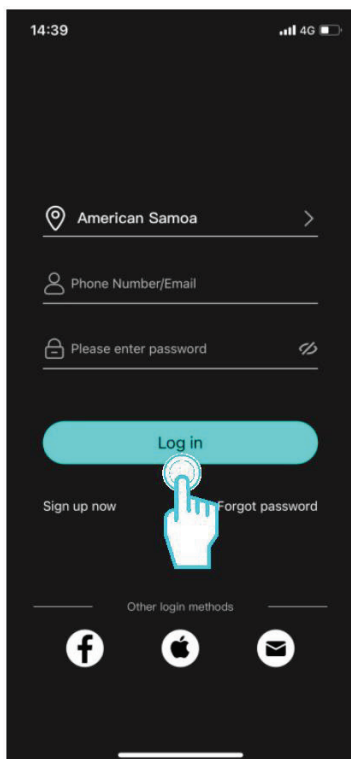 14:39 4G
American Samoa
Phone Number/Email
Please enter password
Log in
Sign up now Forgot password
Other login methods